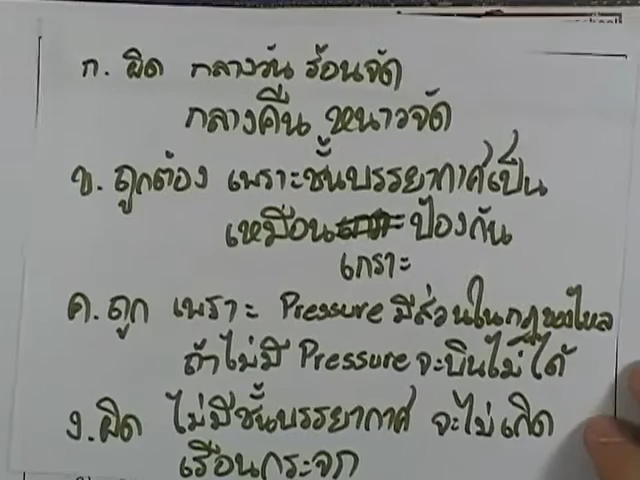 ก. ผิด กลางวัน ร้อนจัด
กลางคืน หนาวจัด
ข. ถูกต้อง เพราะชั้นบรรยากาศเป็น
เหมือน ป้องกัน
เกราะ
ค. ถูก เพราะ Pressure มีส่วนในกฎของไหล
ถ้าไม่มี Pressure จะบินไม่ได้
ง. ผิด ไม่มีชั้นบรรยากาศ จะไม่เกิด
เรือนกระจก